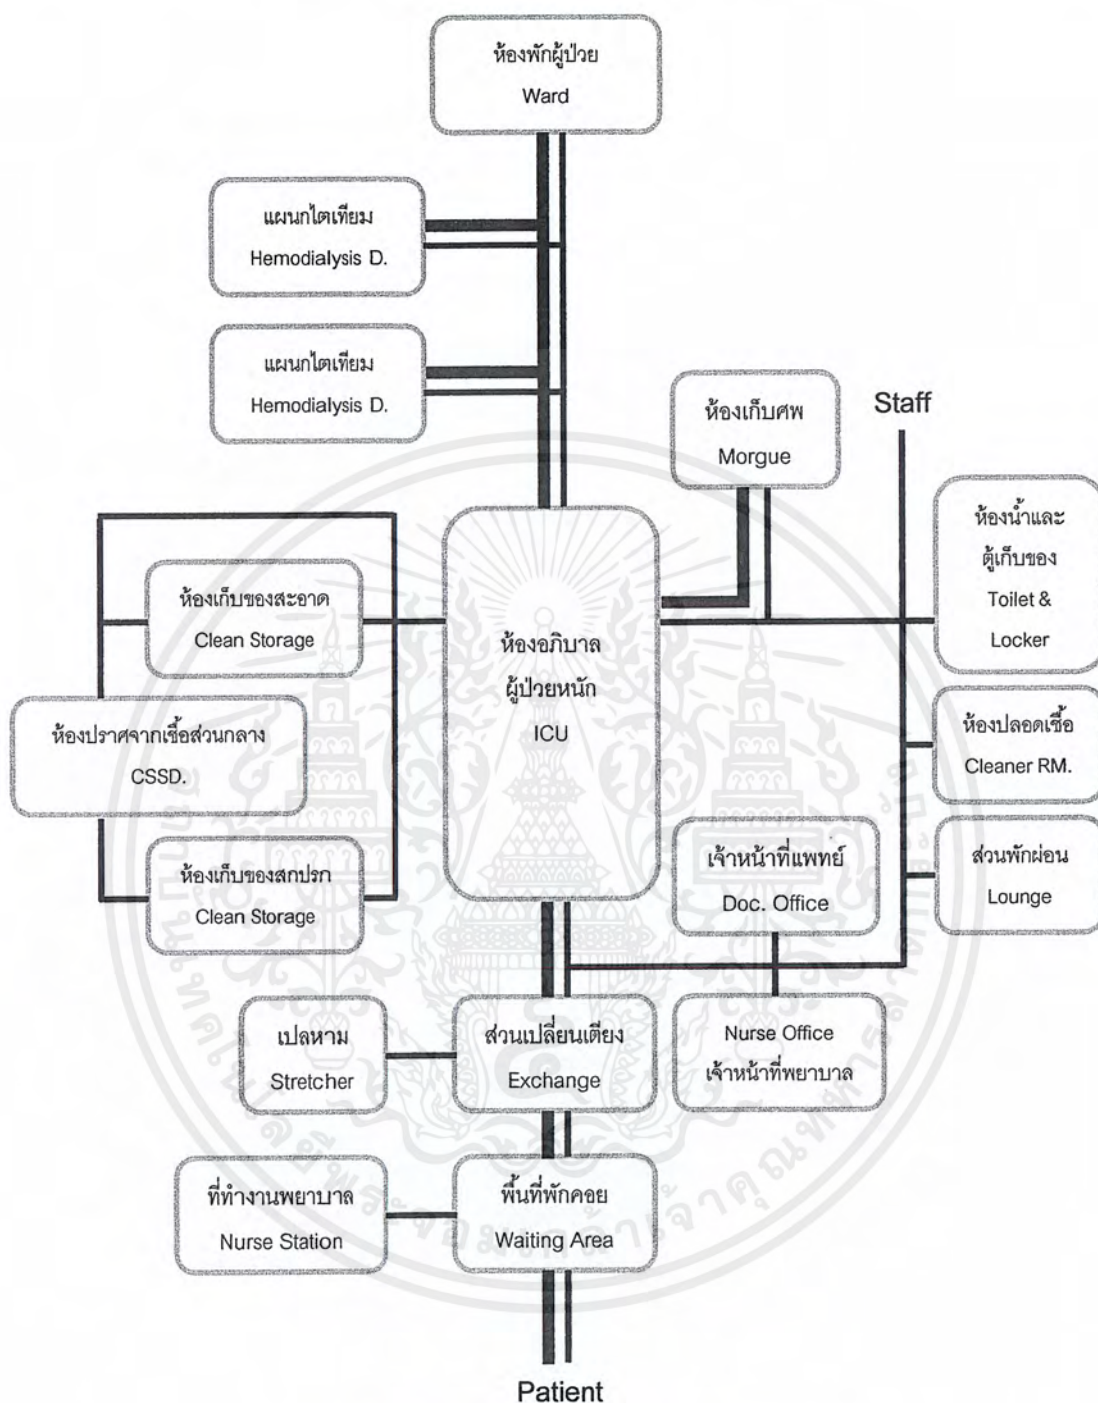 ห้องพักผู้ป่วย
Ward
แผนกไตเทียม
Hemodialysis D.
แผนกไตเทียม
Hemodialysis D.
ห้องเก็บศพ
Morgue
Staff
ห้องน้ำและ
ตู้เก็บของ
Toilet &
Locker
ห้องเก็บของสะอาด
Clean Storage
ห้องอภิบาล
ผู้ป่วยหนัก
ICU
ห้องปราศจากเชื้อส่วนกลาง
CSSD.
ห้องปลอดเชื้อ
Cleaner RM.
ห้องเก็บของสกปรก
Clean Storage
เจ้าหน้าที่แพทย์
Doc. Office
ส่วนพักผ่อน
Lounge
เปลหาม
Stretcher
ส่วนเปลี่ยนเตียง
Exchange
Nurse Office
เจ้าหน้าที่พยาบาล
ที่ทำงานพยาบาล
Nurse Station
พื้นที่พักคอย
Waiting Area
Patient